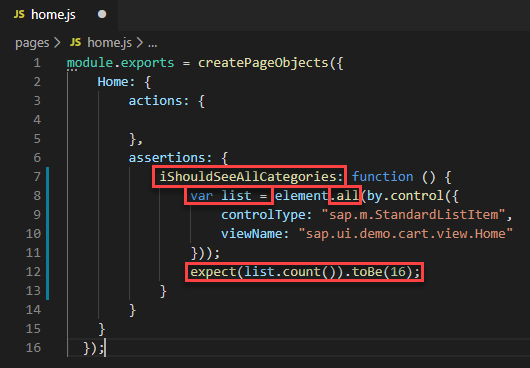 JS home.js
pages > JS home.js > ...
1 module.exports = createPageObjects({
2 Home: {
3 actions: {
4
5 },
6 assertions: {
7 iShouldSeeAllCategories: function () {
8 var list = element.all(by.control({
9 controlType: "sap.m.StandardListItem",
10 viewName: "sap.ui.demo.cart.view.Home"
11 }));
12 expect(list.count()).toBe(16);
13 }
14 }
15 }
16 });